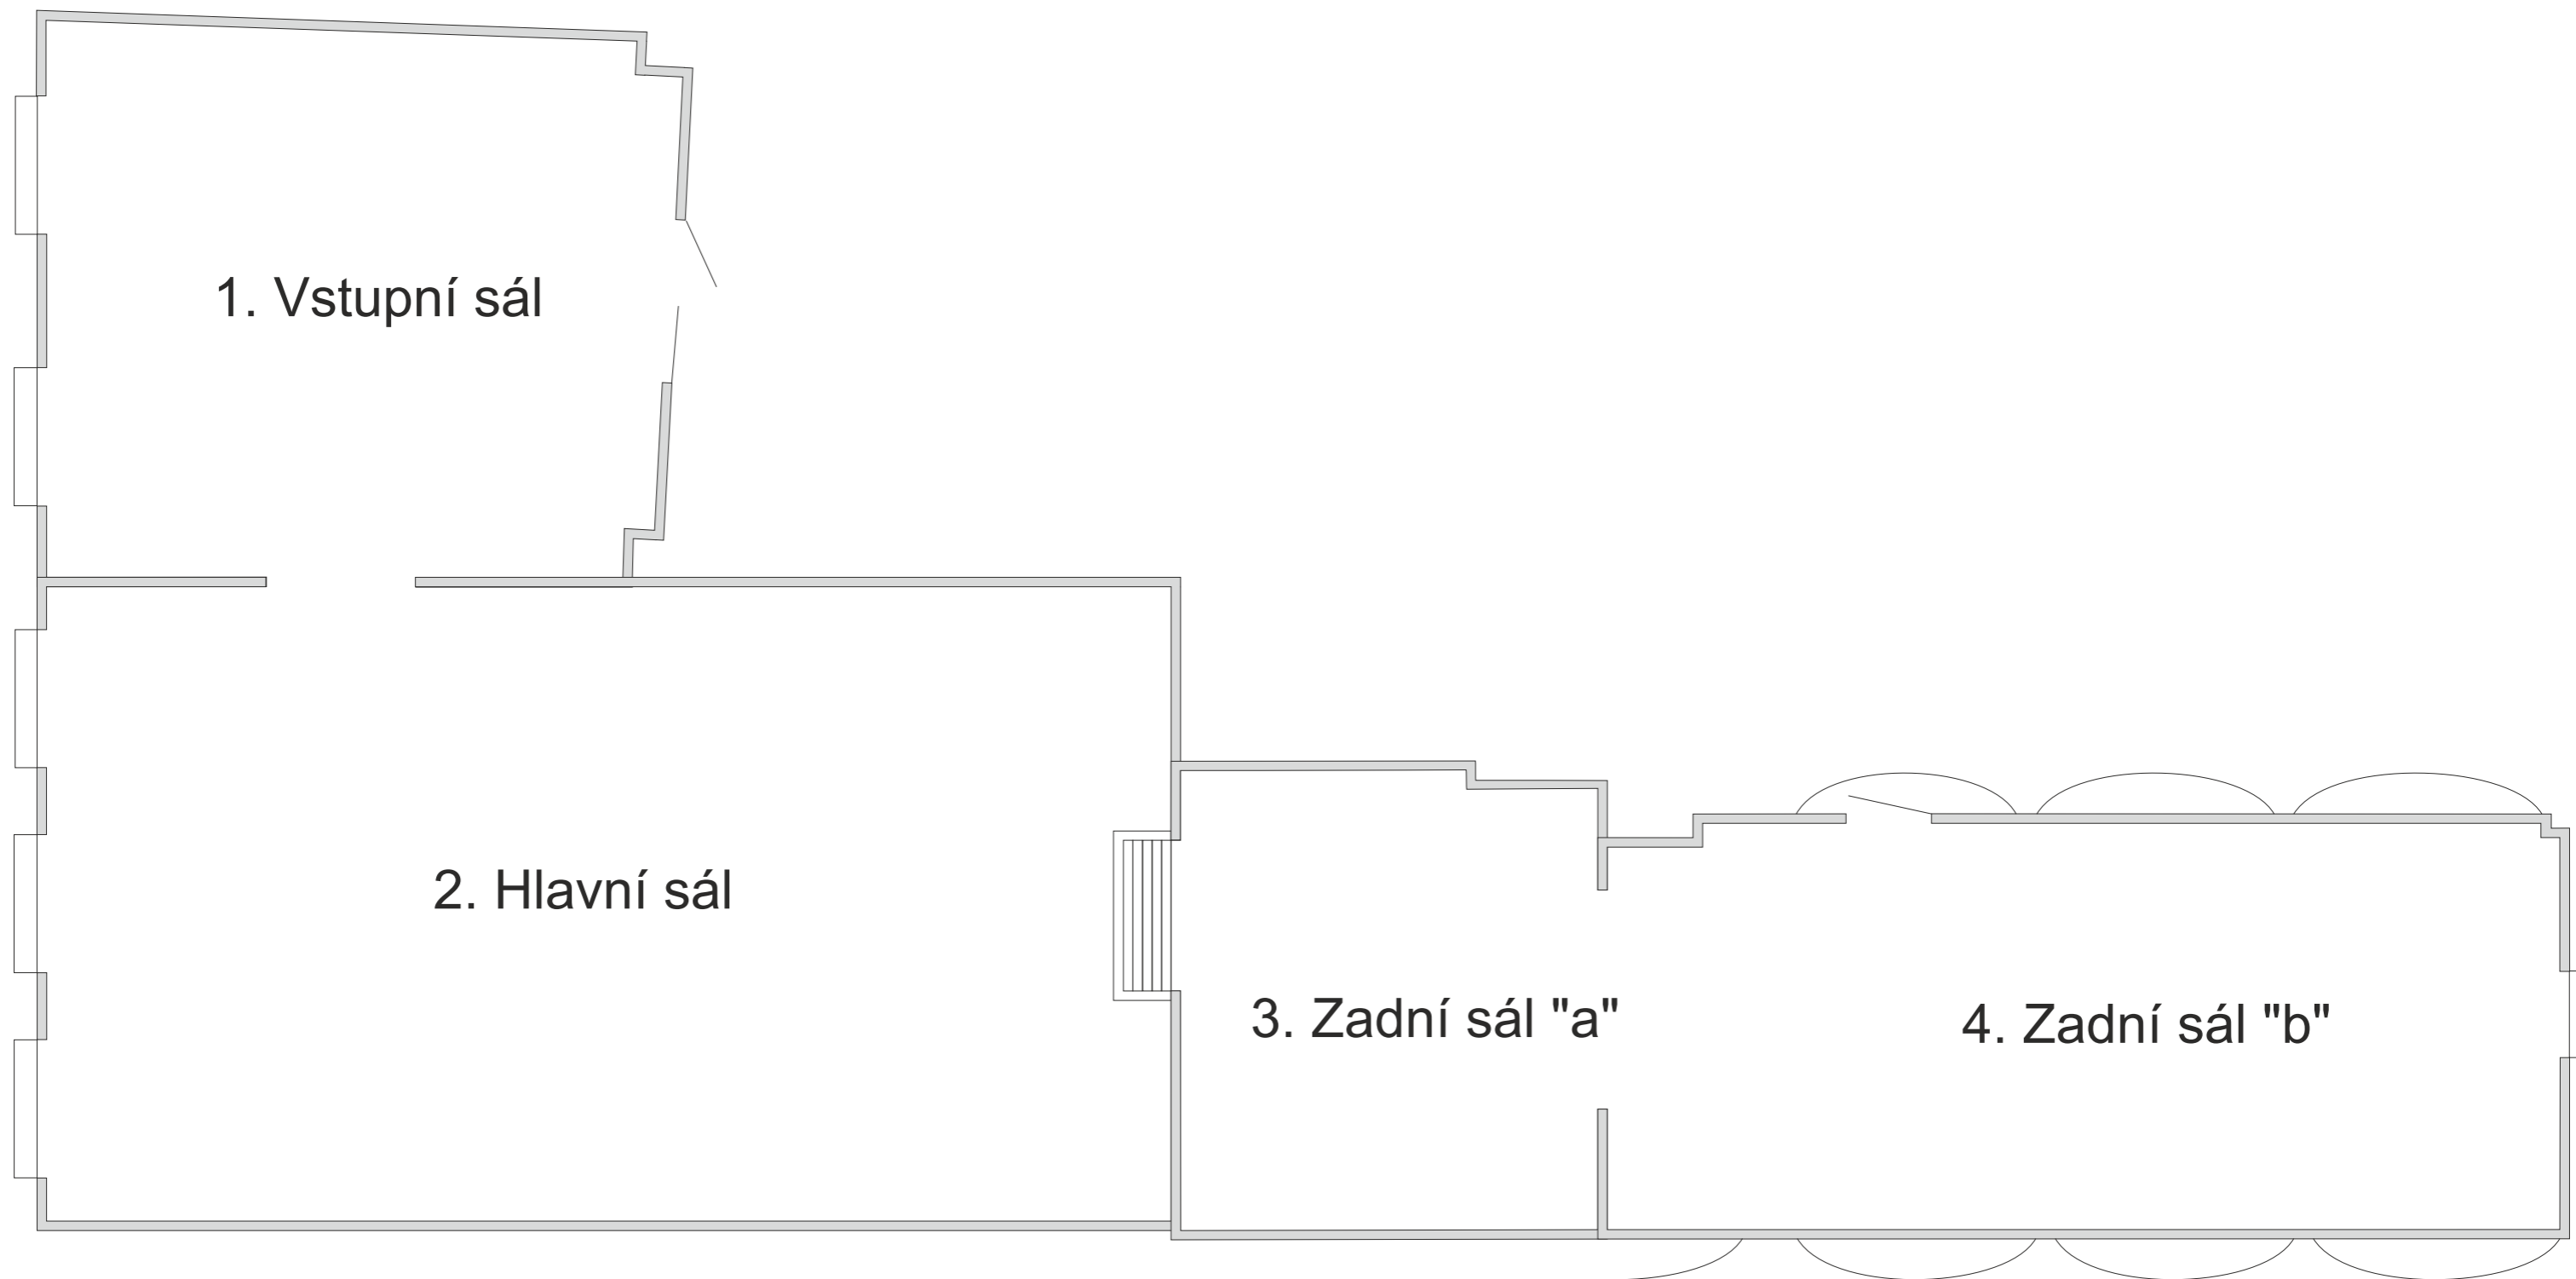 1. Vstupní sál
2. Hlavní sál
3. Zadní sál "a"
4. Zadní sál "b"